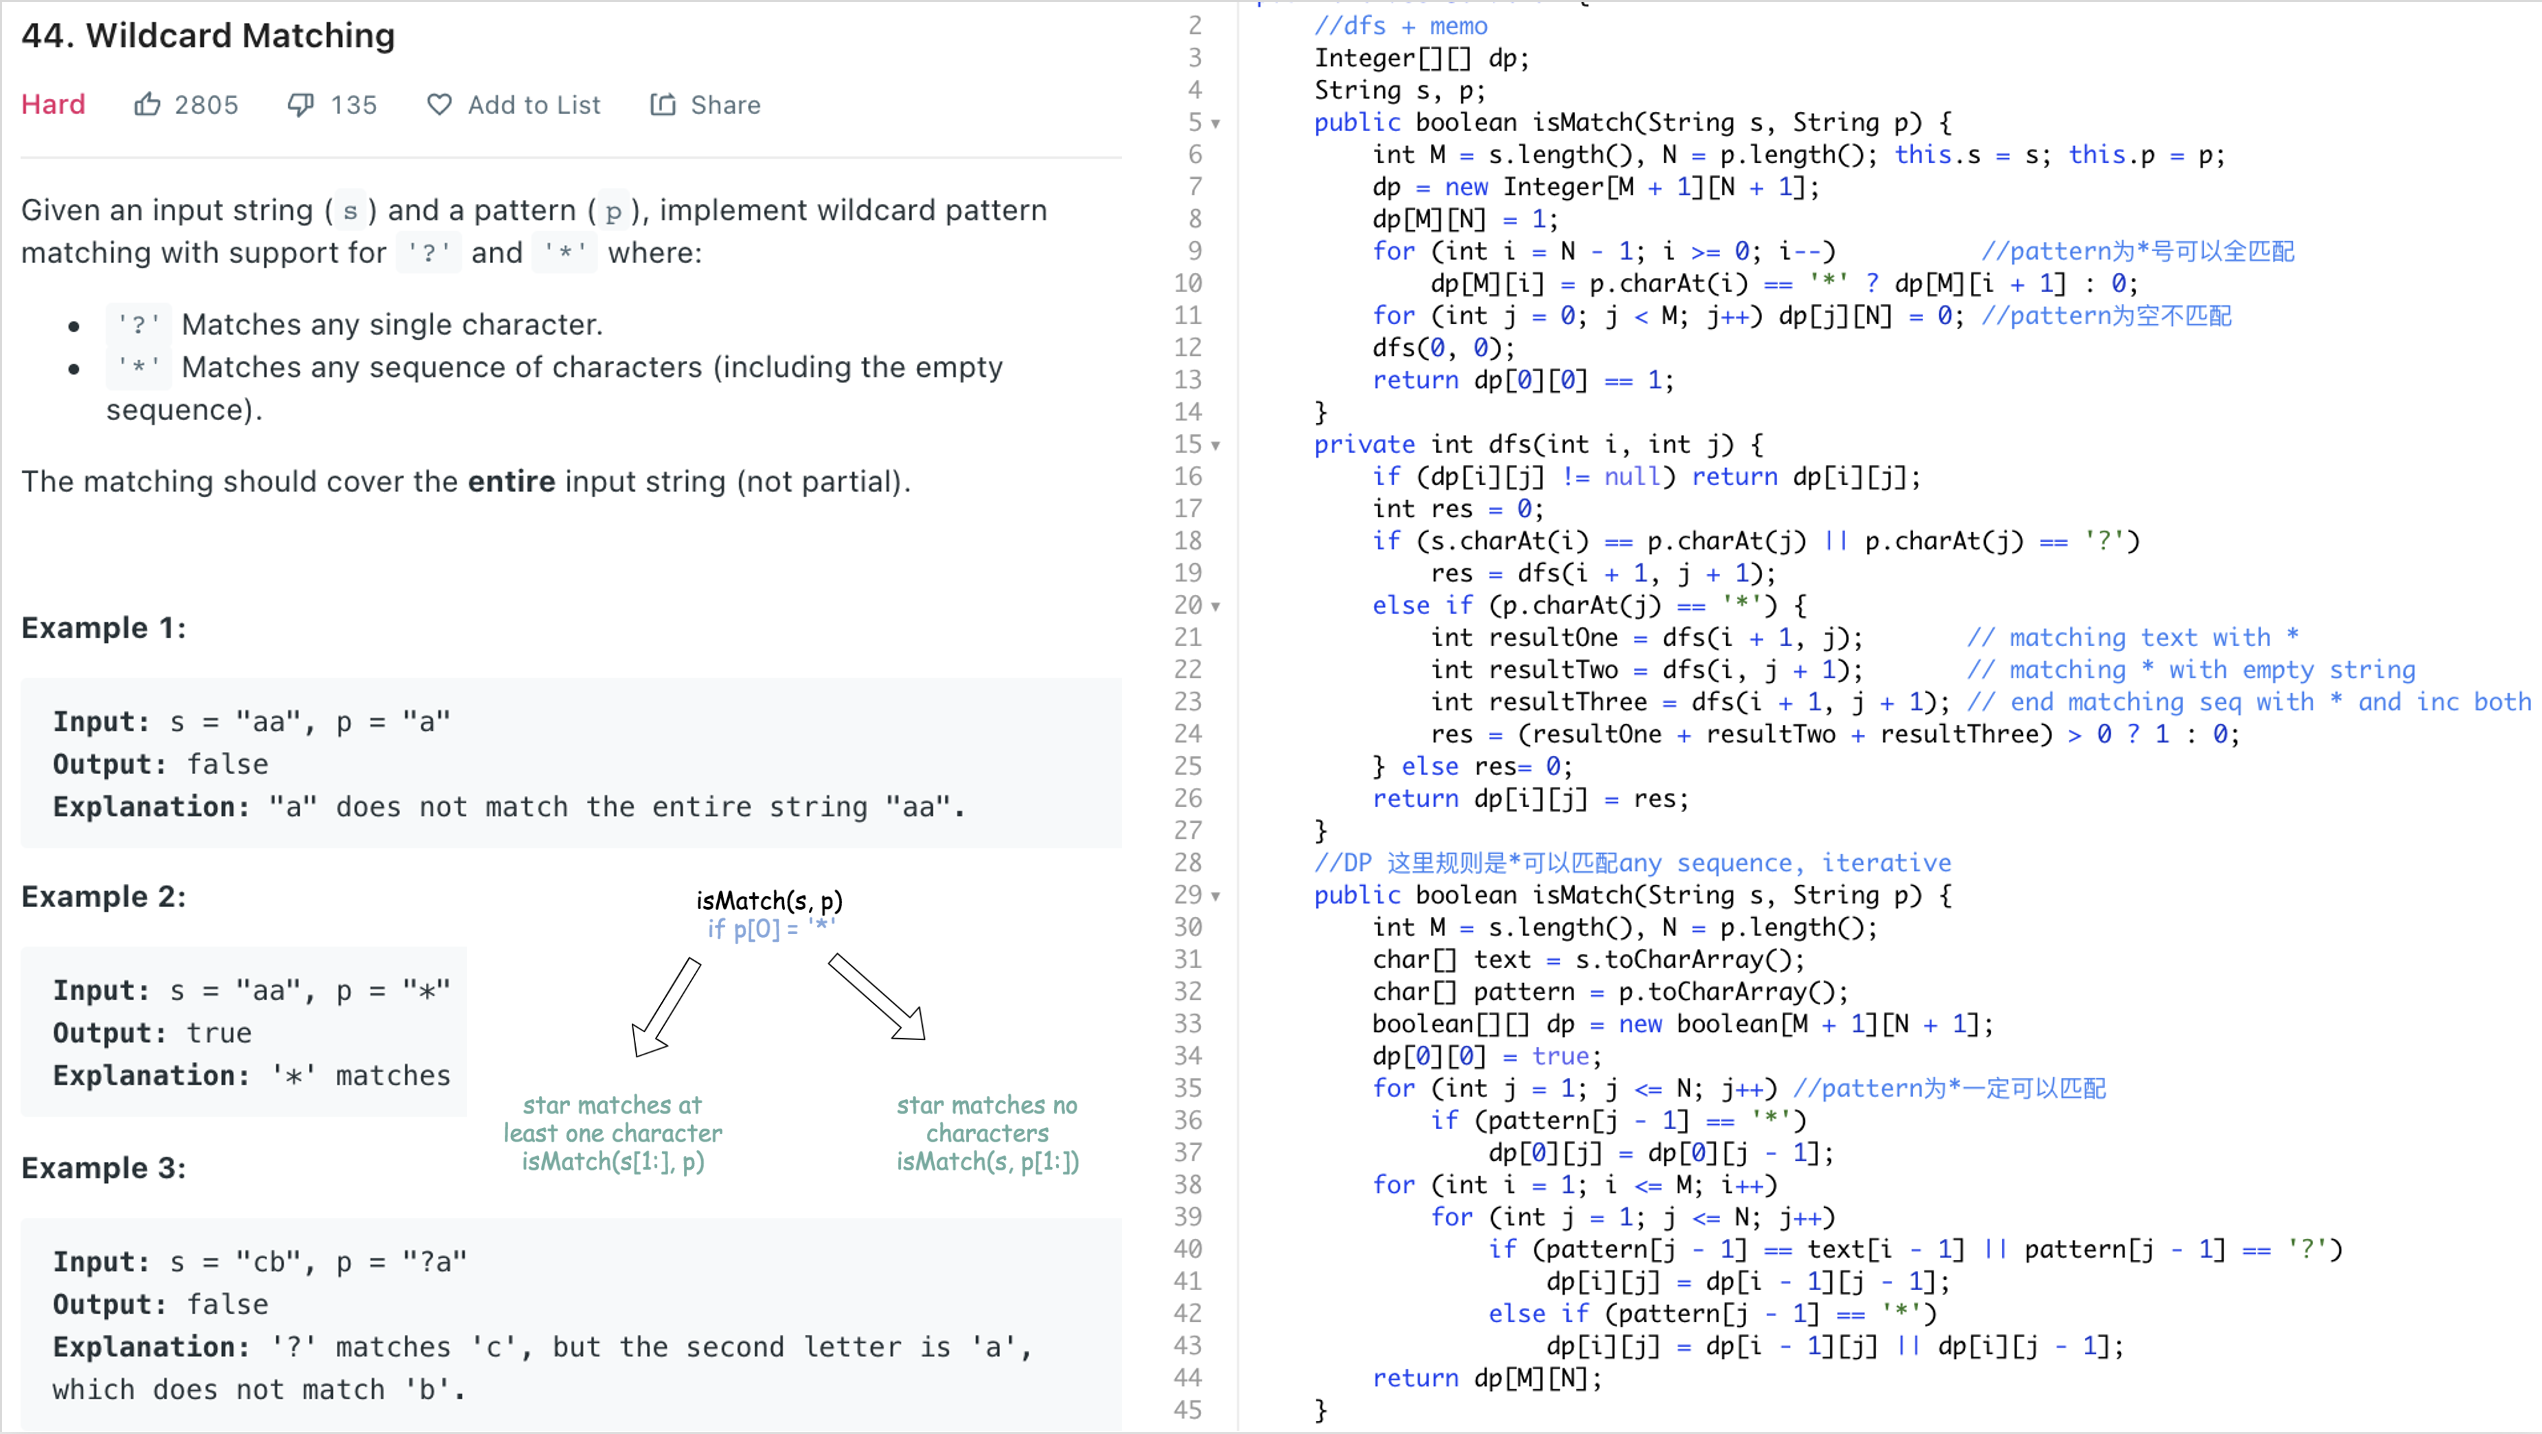 44. Wildcard Matching
Hard 2805 135 Add to List Share
Given an input string ( s ) and a pattern ( p ), implement wildcard pattern
matching with support for '?' and '*' where:
'?' Matches any single character.
'*' Matches any sequence of characters (including the empty
sequence).
The matching should cover the entire input string (not partial).
Example 1:
Input: s = "aa", p = "a"
Output: false
Explanation: "a" does not match the entire string "aa".
Example 2:
Input: s = "aa", p = "*"
Output: true
Explanation: '*' matches
isMatch(s, p)
if p[0] = '*'
star matches at
least one character
isMatch(s[1:], p)
star matches no
characters
isMatch(s, p[1:])
Example 3:
Input: s = "cb", p = "?a"
Output: false
Explanation: '?' matches 'c', but the second letter is 'a',
which does not match 'b'.
2 //dfs + memo
3 Integer[][] dp;
4 String s, p;
5 public boolean isMatch(String s, String p) {
6 int M = s.length(), N = p.length(); this.s = s; this.p = p;
7 dp = new Integer[M + 1][N + 1];
8 dp[M][N] = 1;
9 for (int i = N - 1; i >= 0; i--) //pattern为*号可以全匹配
10 dp[M][i] = p.charAt(i) == '*' ? dp[M][i + 1] : 0;
11 for (int j = 0; j < M; j++) dp[j][N] = 0; //pattern为空不匹配
12 dfs(0, 0);
13 return dp[0][0] == 1;
14 }
15 private int dfs(int i, int j) {
16 if (dp[i][j] != null) return dp[i][j];
17 int res = 0;
18 if (s.charAt(i) == p.charAt(j) || p.charAt(j) == '?')
19 res = dfs(i + 1, j + 1);
20 else if (p.charAt(j) == '*') {
21 int resultOne = dfs(i + 1, j); // matching text with *
22 int resultTwo = dfs(i, j + 1); // matching * with empty string
23 int resultThree = dfs(i + 1, j + 1); // end matching seq with * and inc both
24 res = (resultOne + resultTwo + resultThree) > 0 ? 1 : 0;
25 } else res= 0;
26 return dp[i][j] = res;
27 }
28 //DP 这里规则是*可以匹配any sequence, iterative
29 public boolean isMatch(String s, String p) {
30 int M = s.length(), N = p.length();
31 char[] text = s.toCharArray();
32 char[] pattern = p.toCharArray();
33 boolean[][] dp = new boolean[M + 1][N + 1];
34 dp[0][0] = true;
35 for (int j = 1; j <= N; j++) //pattern为*一定可以匹配
36 if (pattern[j - 1] == '*')
37 dp[0][j] = dp[0][j - 1];
38 for (int i = 1; i <= M; i++)
39 for (int j = 1; j <= N; j++)
40 if (pattern[j - 1] == text[i - 1] || pattern[j - 1] == '?')
41 dp[i][j] = dp[i - 1][j - 1];
42 else if (pattern[j - 1] == '*')
43 dp[i][j] = dp[i - 1][j] || dp[i][j - 1];
44 return dp[M][N];
45 }